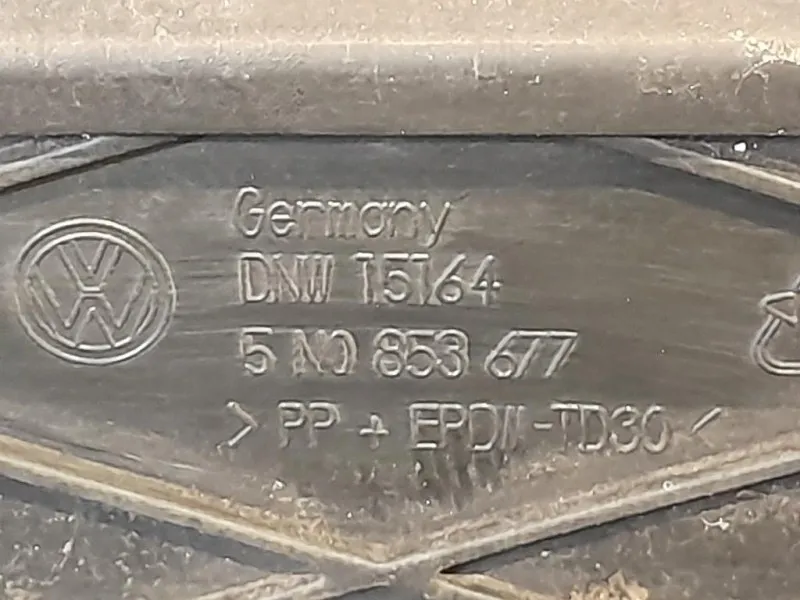 Germany
DNW 15164
5 N0 853 677
>PP + EPDM-TD30<